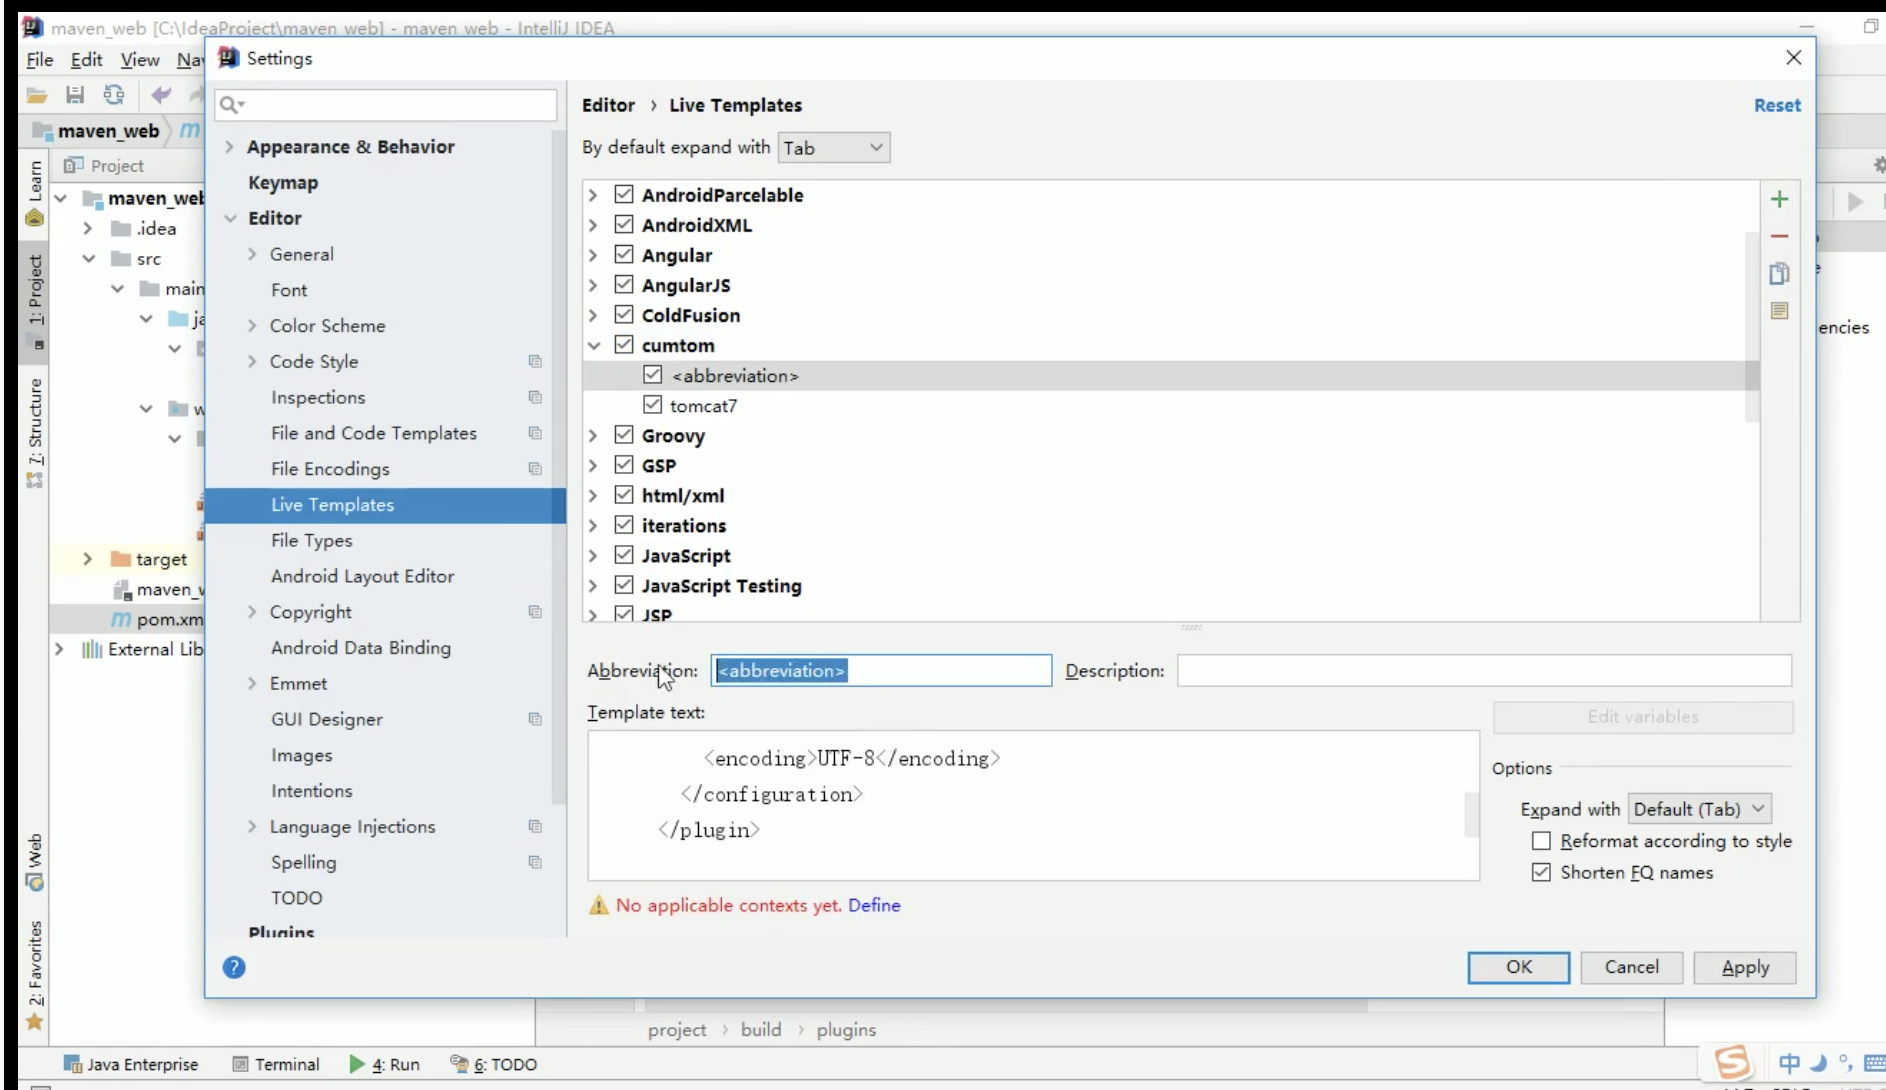 maven_web [C:\IdeaProject\maven_web] - maven_web - IntelliJ IDEA
File Edit View Na
Settings
maven_web
Project
Learn
1: Project
7: Structure
Web
2: Favorites
maven_web
.idea
src
main
target
pom.xm
External Lib
Appearance & Behavior
Keymap
Editor
General
Font
Color Scheme
Code Style
Inspections
File and Code Templates
File Encodings
Live Templates
File Types
Android Layout Editor
Copyright
Android Data Binding
Emmet
GUI Designer
Images
Intentions
Language Injections
Spelling
TODO
Plugins
Editor › Live Templates
Reset
By default expand with Tab
AndroidParcelable
AndroidXML
Angular
AngularJS
ColdFusion
cumtom
<abbreviation>
tomcat7
Groovy
GSP
html/xml
iterations
JavaScript
JavaScript Testing
JSP
encies
Abbreviation: <abbreviation> Description:
Template text:
Edit variables
<encoding>UTF-8</encoding>
</configuration>
</plugin>
Options
Expand with Default (Tab)
Reformat according to style
Shorten FQ names
No applicable contexts yet. Define
OK Cancel Apply
project › build › plugins
Java Enterprise Terminal 4: Run 6: TODO
中